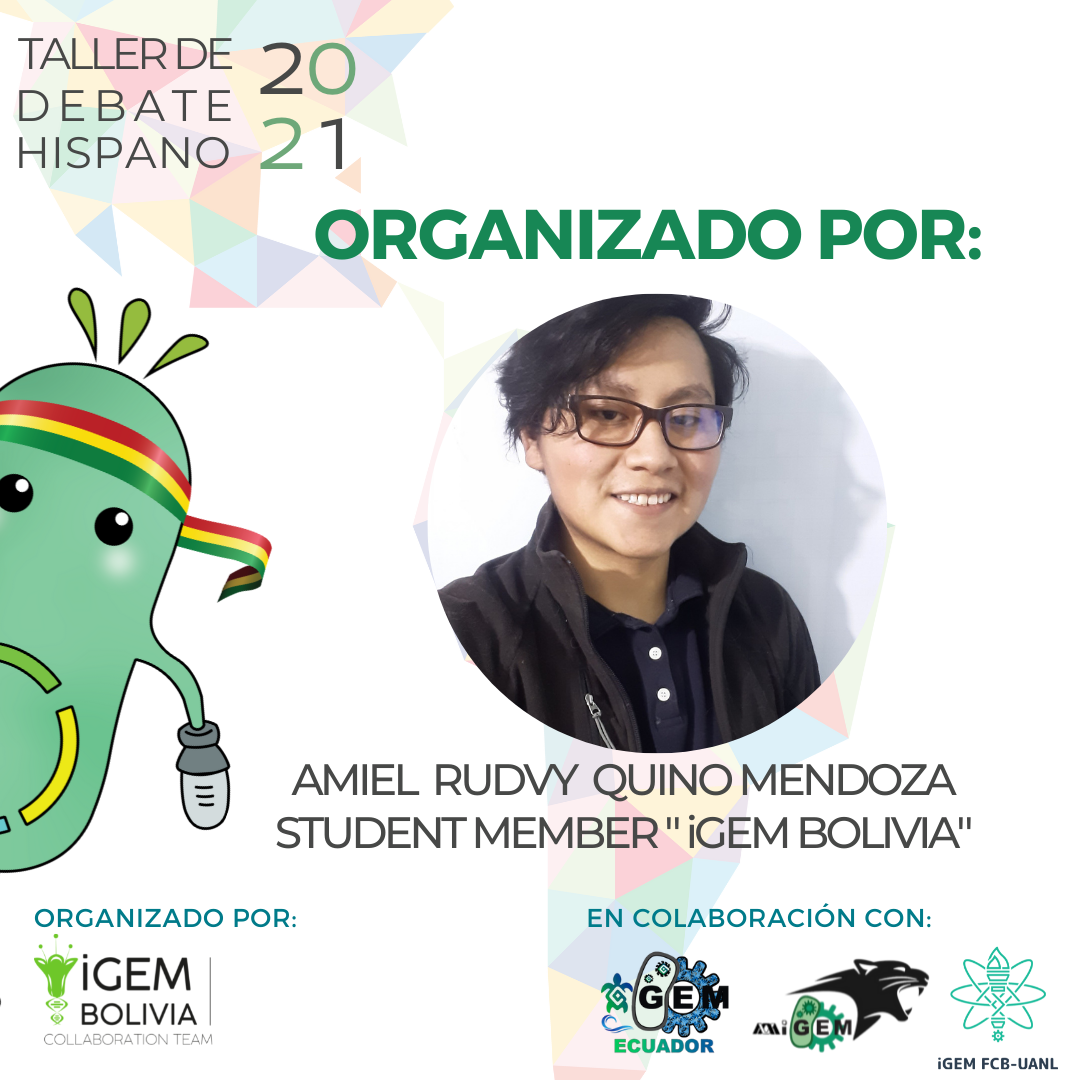 TALLER DE
DEBATE
HISPANO
20
21
ORGANIZADO POR:
AMIEL RUDVY QUINO MENDOZA
STUDENT MEMBER " iGEM BOLIVIA"
ORGANIZADO POR:
iGEM
BOLIVIA
COLLABORATION TEAM
EN COLABORACIÓN CON:
iGEM
ECUADOR
AMiGEM
iGEM FCB-UANL